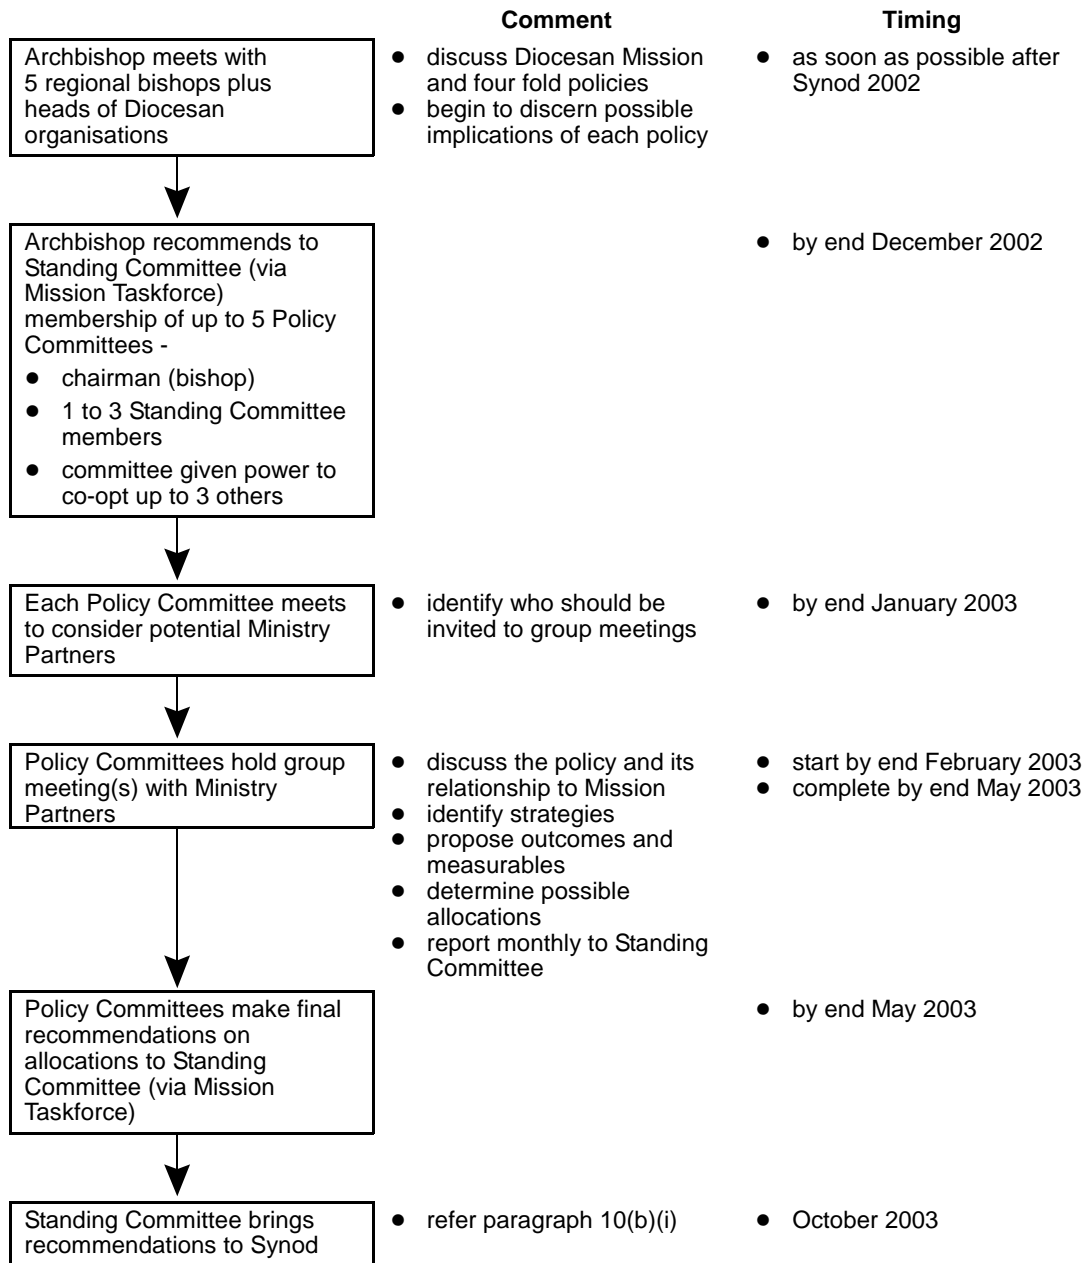 Comment
Timing
Archbishop meets with
5 regional bishops plus
heads of Diocesan
organisations
● discuss Diocesan Mission
and four fold policies
● begin to discern possible
implications of each policy
● as soon as possible after
Synod 2002
Archbishop recommends to
Standing Committee (via
Mission Taskforce)
membership of up to 5 Policy
Committees -
● chairman (bishop)
● 1 to 3 Standing Committee
members
● committee given power to
co-opt up to 3 others
● by end December 2002
Each Policy Committee meets
to consider potential Ministry
Partners
● identify who should be
invited to group meetings
● by end January 2003
Policy Committees hold group
meeting(s) with Ministry
Partners
● discuss the policy and its
relationship to Mission
● identify strategies
● propose outcomes and
measurables
● determine possible
allocations
● report monthly to Standing
Committee
● start by end February 2003
● complete by end May 2003
Policy Committees make final
recommendations on
allocations to Standing
Committee (via Mission
Taskforce)
● by end May 2003
Standing Committee brings
recommendations to Synod
● refer paragraph 10(b)(i)
● October 2003